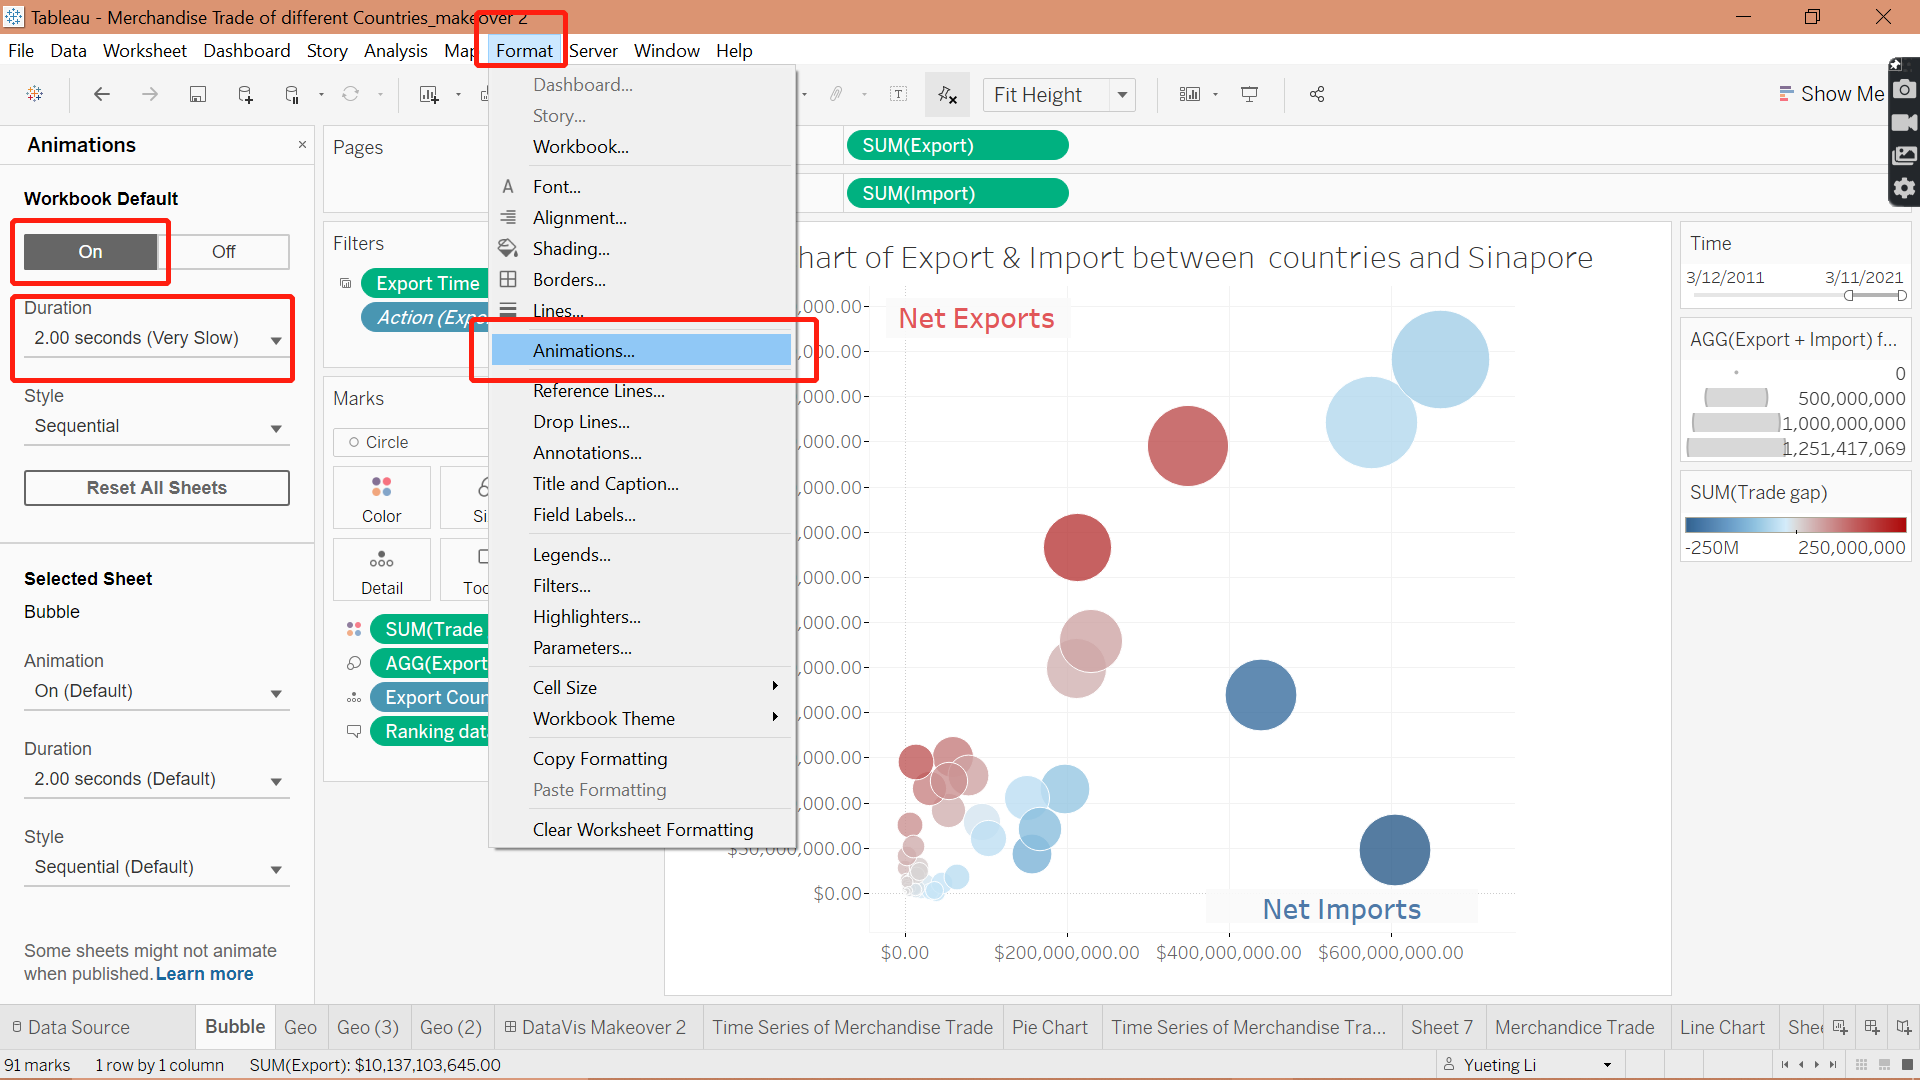 Tableau - Merchandise Trade of different Countries_makeover 2
File Data Worksheet Dashboard Story Analysis Map Format Server Window Help
Fit Height
Show Me
Animations
Workbook Default
On Off
Duration
2.00 seconds (Very Slow)
Style
Sequential
Reset All Sheets
Selected Sheet
Bubble
Animation
On (Default)
Duration
2.00 seconds (Default)
Style
Sequential (Default)
Some sheets might not animate
when published. Learn more
Pages
Filters
Export Time
Action (Expo
Marks
Circle
Color
Si
Detail
Too
SUM(Trade
AGG(Export
Export Coun
Ranking dat
Dashboard...
Story...
Workbook...
Font...
Alignment...
Shading...
Borders...
Lines...
Animations...
Reference Lines...
Drop Lines...
Annotations...
Title and Caption...
Field Labels...
Legends...
Filters...
Highlighters...
Parameters...
Cell Size
Workbook Theme
Copy Formatting
Paste Formatting
Clear Worksheet Formatting
SUM(Export)
SUM(Import)
hart of Export & Import between countries and Sinapore
Net Exports
,000.00
,000.00
,000.00
,000.00
,000.00
,000.00
,000.00
,000.00
,000.00
,000.00
,000.00
,000.00
$50,000,000.00
$0.00
Net Imports
$0.00 $200,000,000.00 $400,000,000.00 $600,000,000.00
Time
3/12/2011 3/11/2021
AGG(Export + Import) f...
0
500,000,000
1,000,000,000
1,251,417,069
SUM(Trade gap)
-250M 250,000,000
Data Source Bubble Geo Geo (3) Geo (2) DataVis Makeover 2 Time Series of Merchandise Trade Pie Chart Time Series of Merchandise Tra... Sheet 7 Merchandice Trade Line Chart Shee
91 marks 1 row by 1 column SUM(Export): $10,137,103,645.00 Yueting Li